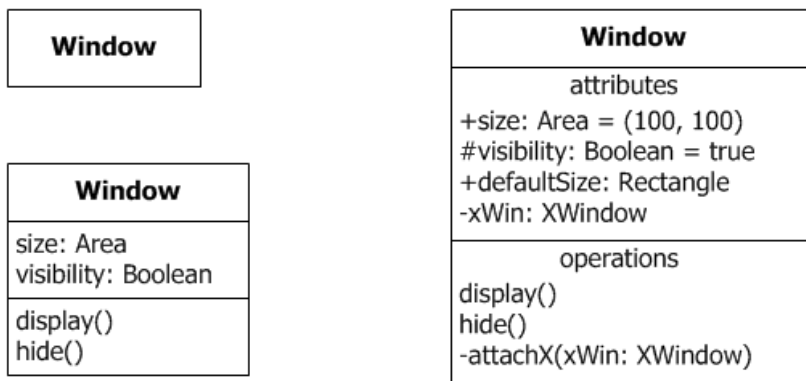 Window
Window
size: Area
visibility: Boolean
display()
hide()
Window
attributes
+size: Area = (100, 100)
#visibility: Boolean = true
+defaultSize: Rectangle
-xWin: XWindow
operations
display()
hide()
-attachX(xWin: XWindow)